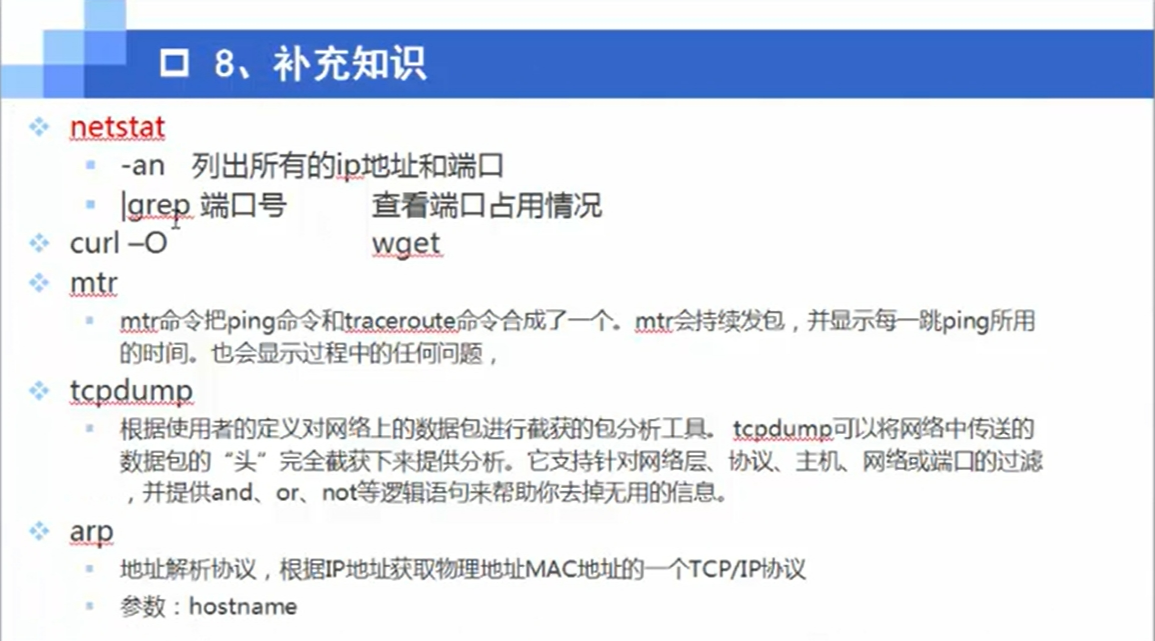 8、补充知识
netstat
-an 列出所有的ip地址和端口
|grep 端口号 查看端口占用情况
curl –O wget
mtr
mtr命令把ping命令和traceroute命令合成了一个。mtr会持续发包，并显示每一跳ping所用
的时间。也会显示过程中的任何问题，
tcpdump
根据使用者的定义对网络上的数据包进行截获的包分析工具。 tcpdump可以将网络中传送的
数据包的“头”完全截获下来提供分析。它支持针对网络层、协议、主机、网络或端口的过滤
，并提供and、or、not等逻辑语句来帮助你去掉无用的信息。
arp
地址解析协议，根据IP地址获取物理地址MAC地址的一个TCP/IP协议
参数：hostname